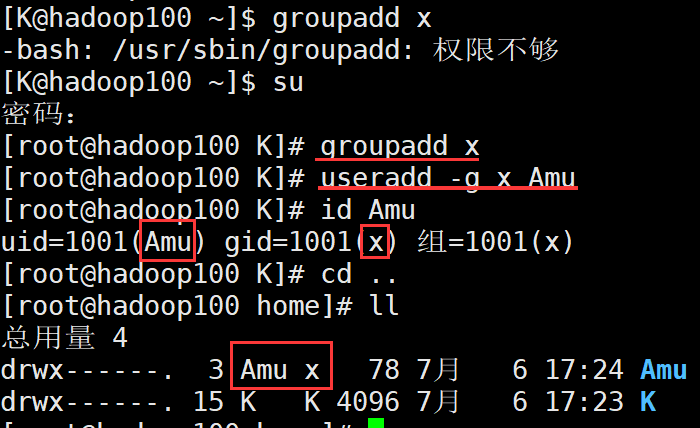 [K@hadoop100 ~]$ groupadd x
-bash: /usr/sbin/groupadd: 权限不够
[K@hadoop100 ~]$ su
密码：
[root@hadoop100 K]# groupadd x
[root@hadoop100 K]# useradd -g x Amu
[root@hadoop100 K]# id Amu
uid=1001(Amu) gid=1001(x) 组=1001(x)
[root@hadoop100 K]# cd ..
[root@hadoop100 home]# ll
总用量 4
drwx------. 3 Amu x 78 7月 6 17:24 Amu
drwx------. 15 K K 4096 7月 6 17:23 K
[root@hadoop100 home]#